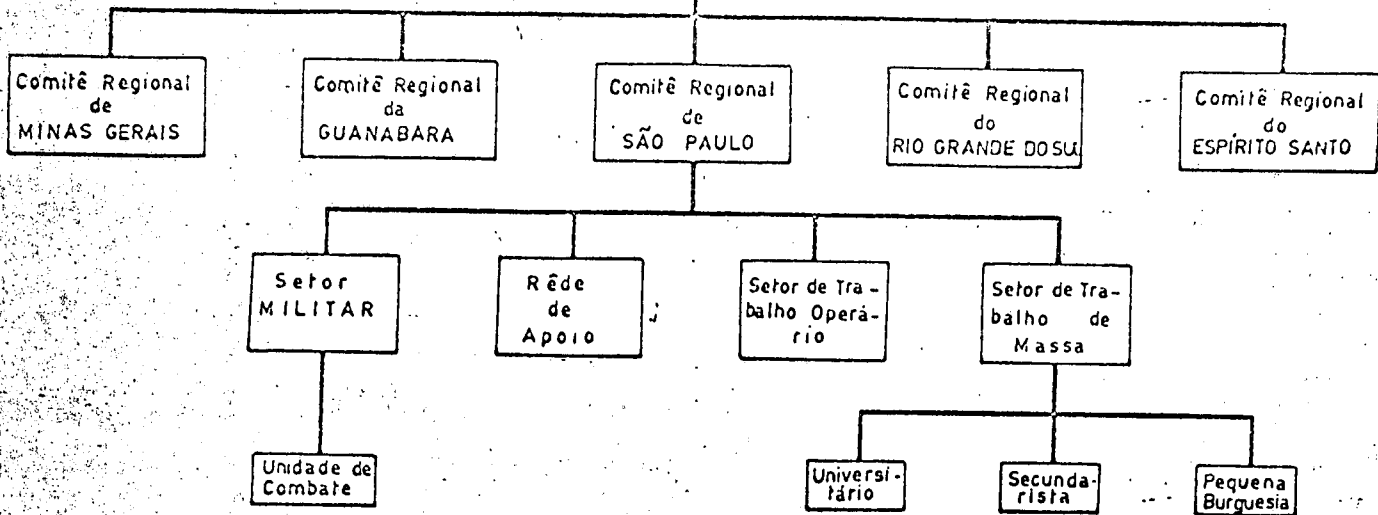 Comitê Regional
de
MINAS GERAIS
Comitê Regional
da
GUANABARA
Comitê Regional
de
SÃO PAULO
Comitê Regional
do
RIO GRANDE DO SUL
Comitê Regional
do
ESPÍRITO SANTO
Setor
MILITAR
Rêde
de
Apoio
Setor de Tra-
balho Operá-
rio
Setor de Tra-
balho de
Massa
Unidade de
Combate
Universi-
tário
Secunda-
rista
Pequena
Burguesia